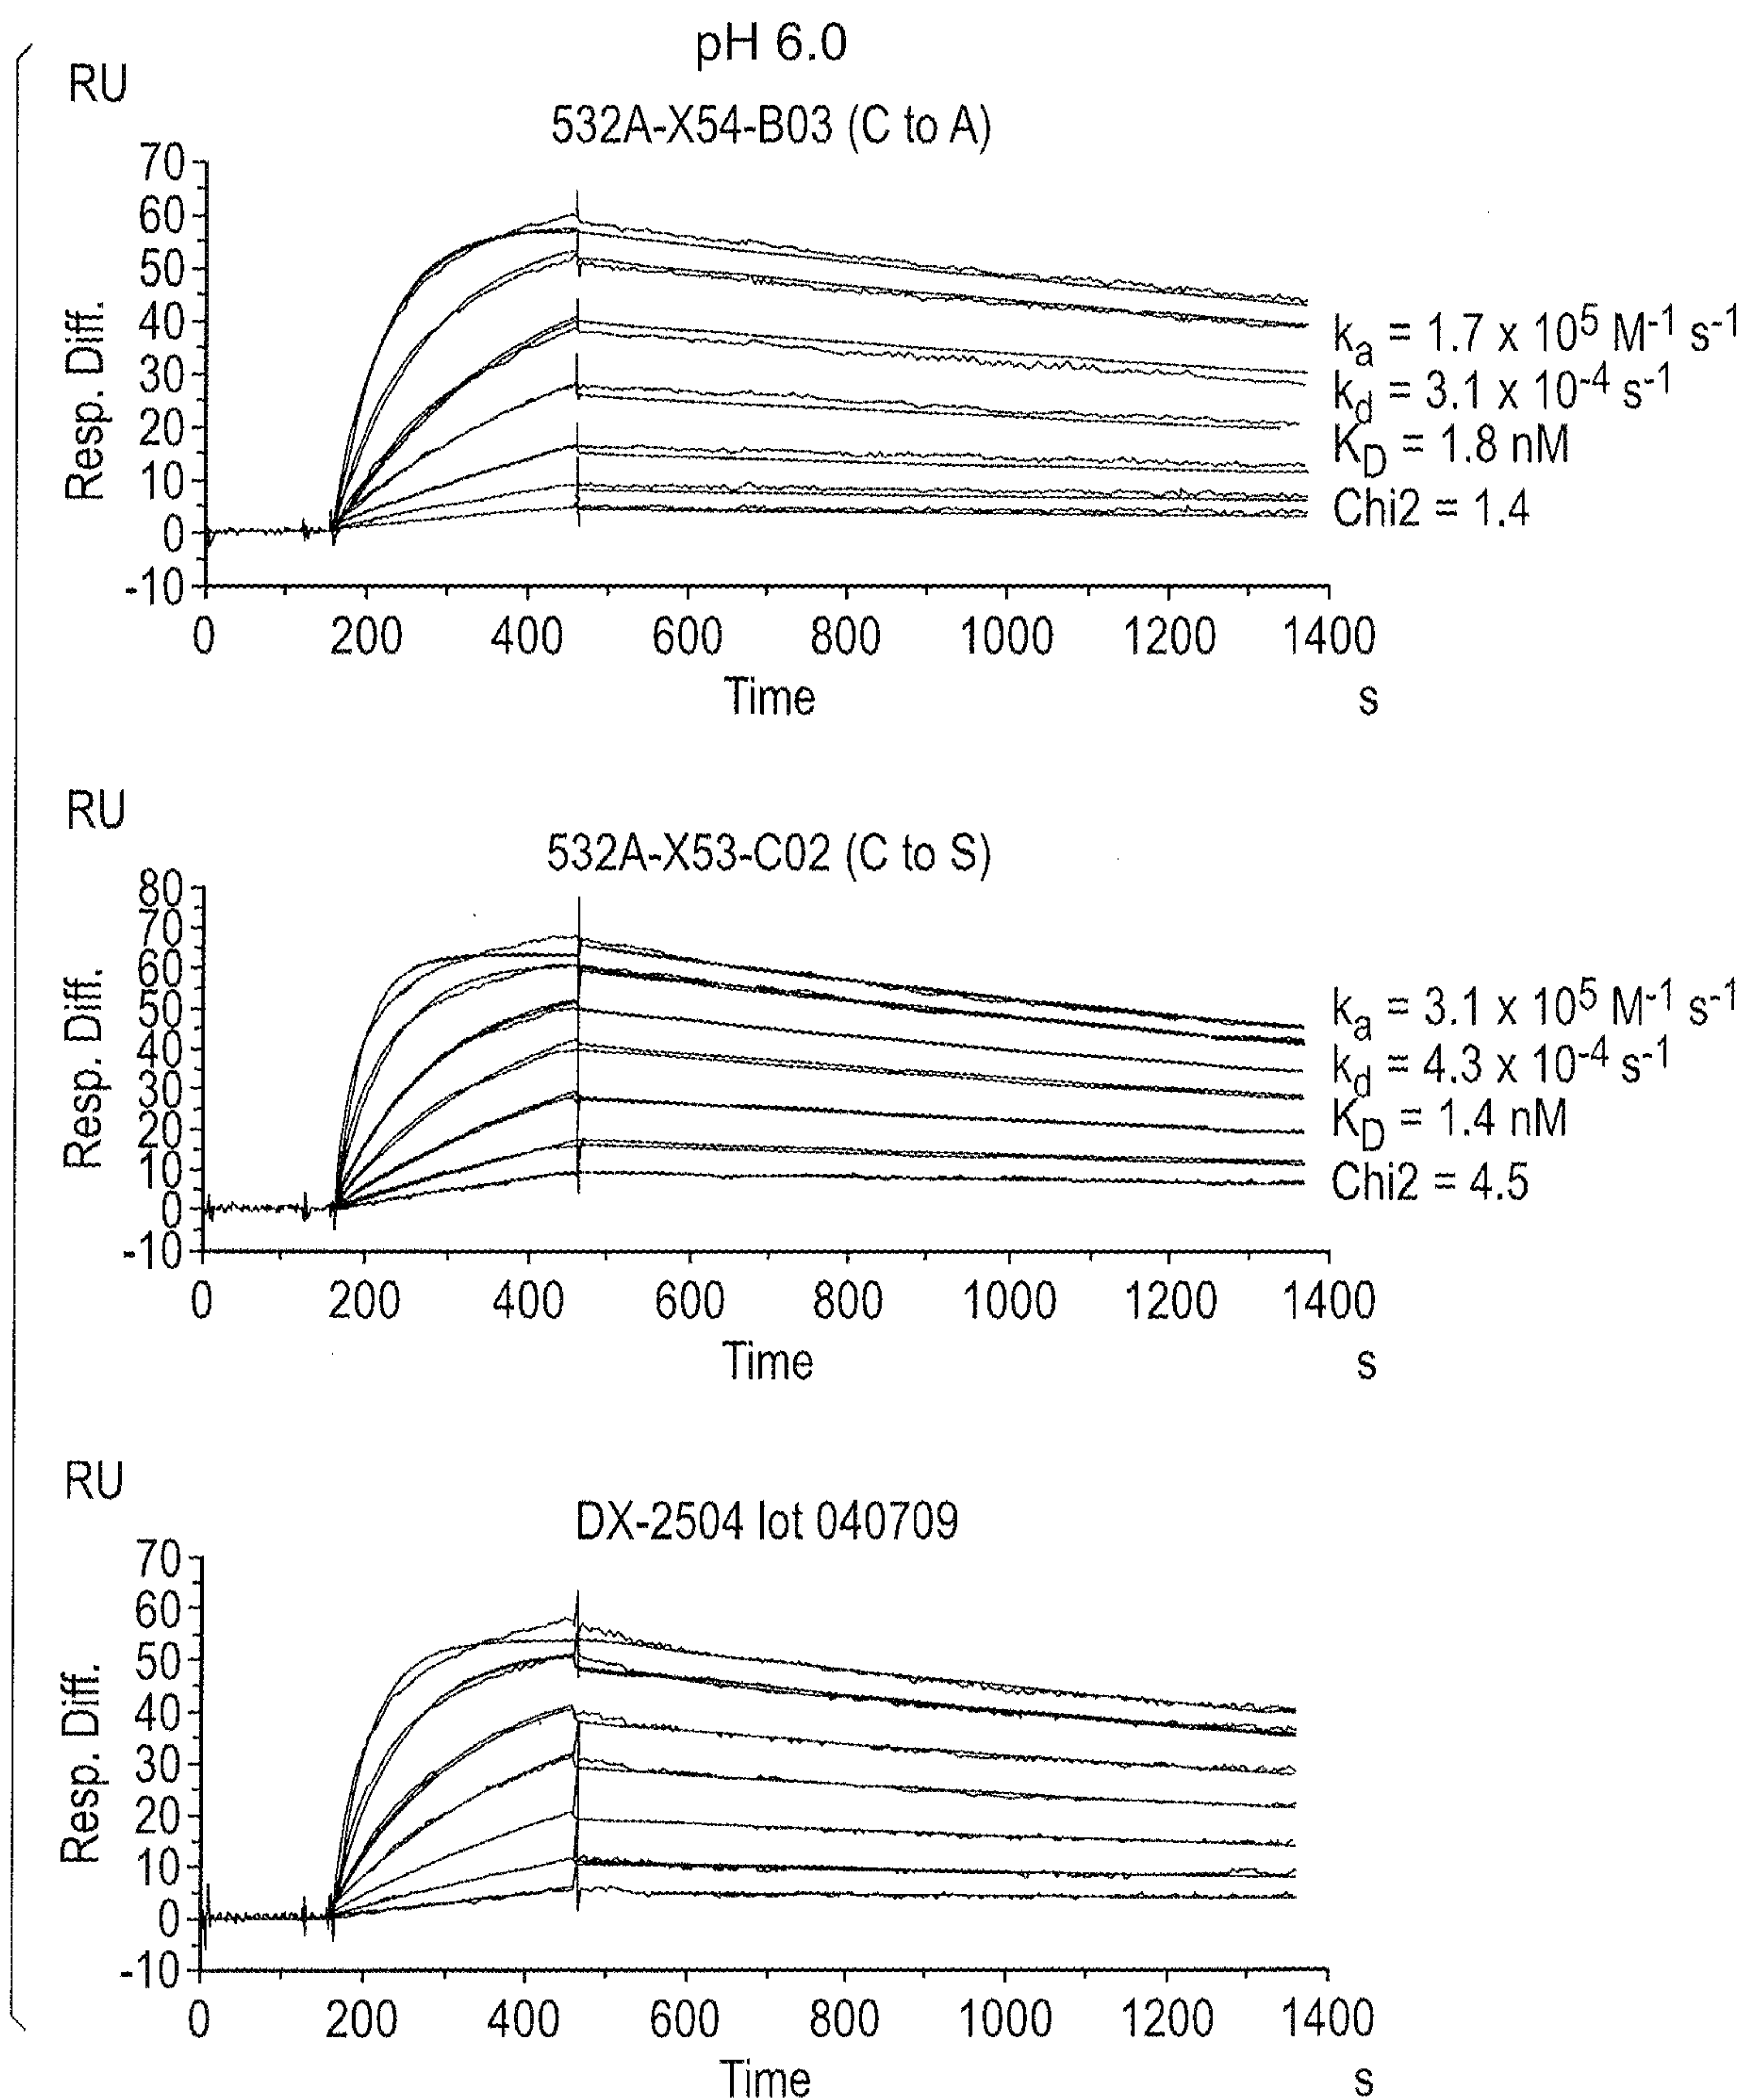 pH 6.0
RU
532A-X54-B03 (C to A)
Resp. Diff.
70
60
50
40
30
20
10
0
-10
0 200 400 600 800 1000 1200 1400
Time s
kₐ = 1.7 x 10⁵ M⁻¹ s⁻¹
k_d = 3.1 x 10⁻⁴ s⁻¹
K_D = 1.8 nM
Chi2 = 1.4
RU
532A-X53-C02 (C to S)
Resp. Diff.
80
70
60
50
40
30
20
10
0
-10
0 200 400 600 800 1000 1200 1400
Time s
kₐ = 3.1 x 10⁵ M⁻¹ s⁻¹
k_d = 4.3 x 10⁻⁴ s⁻¹
K_D = 1.4 nM
Chi2 = 4.5
RU
DX-2504 lot 040709
Resp. Diff.
70
60
50
40
30
20
10
0
-10
0 200 400 600 800 1000 1200 1400
Time s